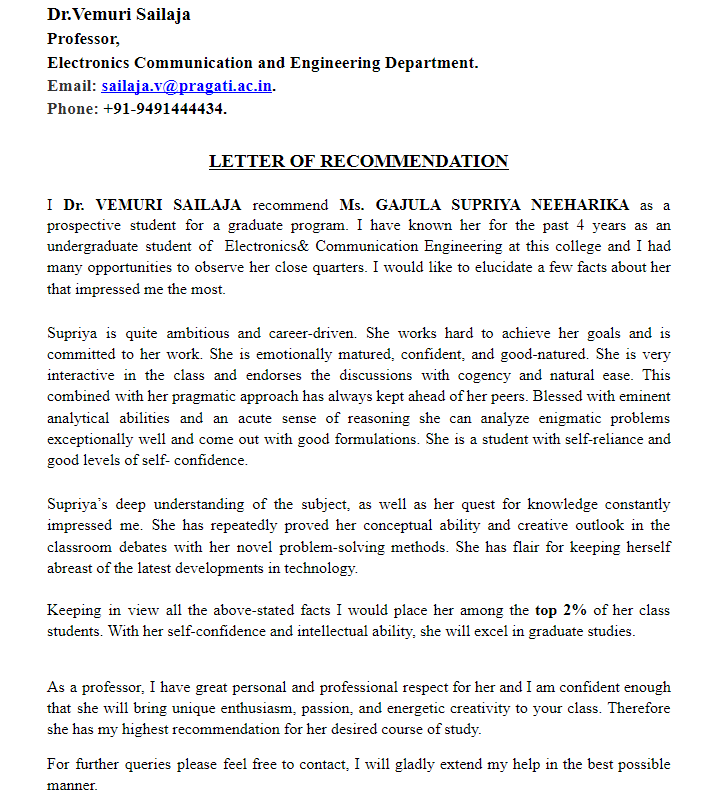 Dr.Vemuri Sailaja
Professor,
Electronics Communication and Engineering Department.
Email: sailaja.v@pragati.ac.in.
Phone: +91-9491444434.
LETTER OF RECOMMENDATION
I Dr. VEMURI SAILAJA recommend Ms. GAJULA SUPRIYA NEEHARIKA as a
prospective student for a graduate program. I have known her for the past 4 years as an
undergraduate student of Electronics& Communication Engineering at this college and I had
many opportunities to observe her close quarters. I would like to elucidate a few facts about her
that impressed me the most.
Supriya is quite ambitious and career-driven. She works hard to achieve her goals and is
committed to her work. She is emotionally matured, confident, and good-natured. She is very
interactive in the class and endorses the discussions with cogency and natural ease. This
combined with her pragmatic approach has always kept ahead of her peers. Blessed with eminent
analytical abilities and an acute sense of reasoning she can analyze enigmatic problems
exceptionally well and come out with good formulations. She is a student with self-reliance and
good levels of self- confidence.
Supriya's deep understanding of the subject, as well as her quest for knowledge constantly
impressed me. She has repeatedly proved her conceptual ability and creative outlook in the
classroom debates with her novel problem-solving methods. She has flair for keeping herself
abreast of the latest developments in technology.
Keeping in view all the above-stated facts I would place her among the top 2% of her class
students. With her self-confidence and intellectual ability, she will excel in graduate studies.
As a professor, I have great personal and professional respect for her and I am confident enough
that she will bring unique enthusiasm, passion, and energetic creativity to your class. Therefore
she has my highest recommendation for her desired course of study.
For further queries please feel free to contact, I will gladly extend my help in the best possible
manner.